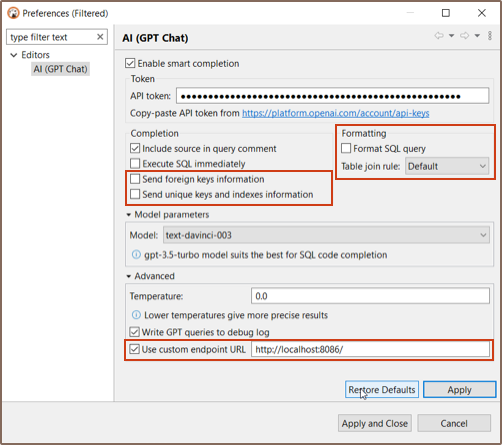 Preferences (Filtered)
type filter text
Editors
AI (GPT Chat)
AI (GPT Chat)
Enable smart completion
Token
API token: ●●●●●●●●●●●●●●●●●●●●●●●●●●●●●●●●●●●●●●●●●●●●●●●●●●●
Copy-paste API token from https://platform.openai.com/account/api-keys
Completion
Include source in query comment
Execute SQL immediately
Send foreign keys information
Send unique keys and indexes information
Formatting
Format SQL query
Table join rule: Default
Model parameters
Model: text-davinci-003
gpt-3.5-turbo model suits the best for SQL code completion
Advanced
Temperature: 0.0
Lower temperatures give more precise results
Write GPT queries to debug log
Use custom endpoint URL http://localhost:8086/
Restore Defaults Apply
Apply and Close Cancel